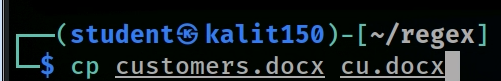 ┌──(student㉿kalit150)-[~/regex]
└─$ cp customers.docx cu.docx